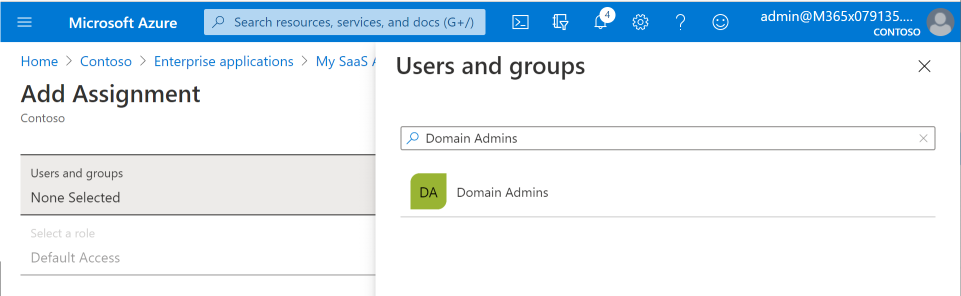 Microsoft Azure
Search resources, services, and docs (G+/)
4
admin@M365x079135....
CONTOSO
Home > Contoso > Enterprise applications > My SaaS A
Add Assignment
Contoso
Users and groups
None Selected
Select a role
Default Access
Users and groups
Domain Admins
DA Domain Admins